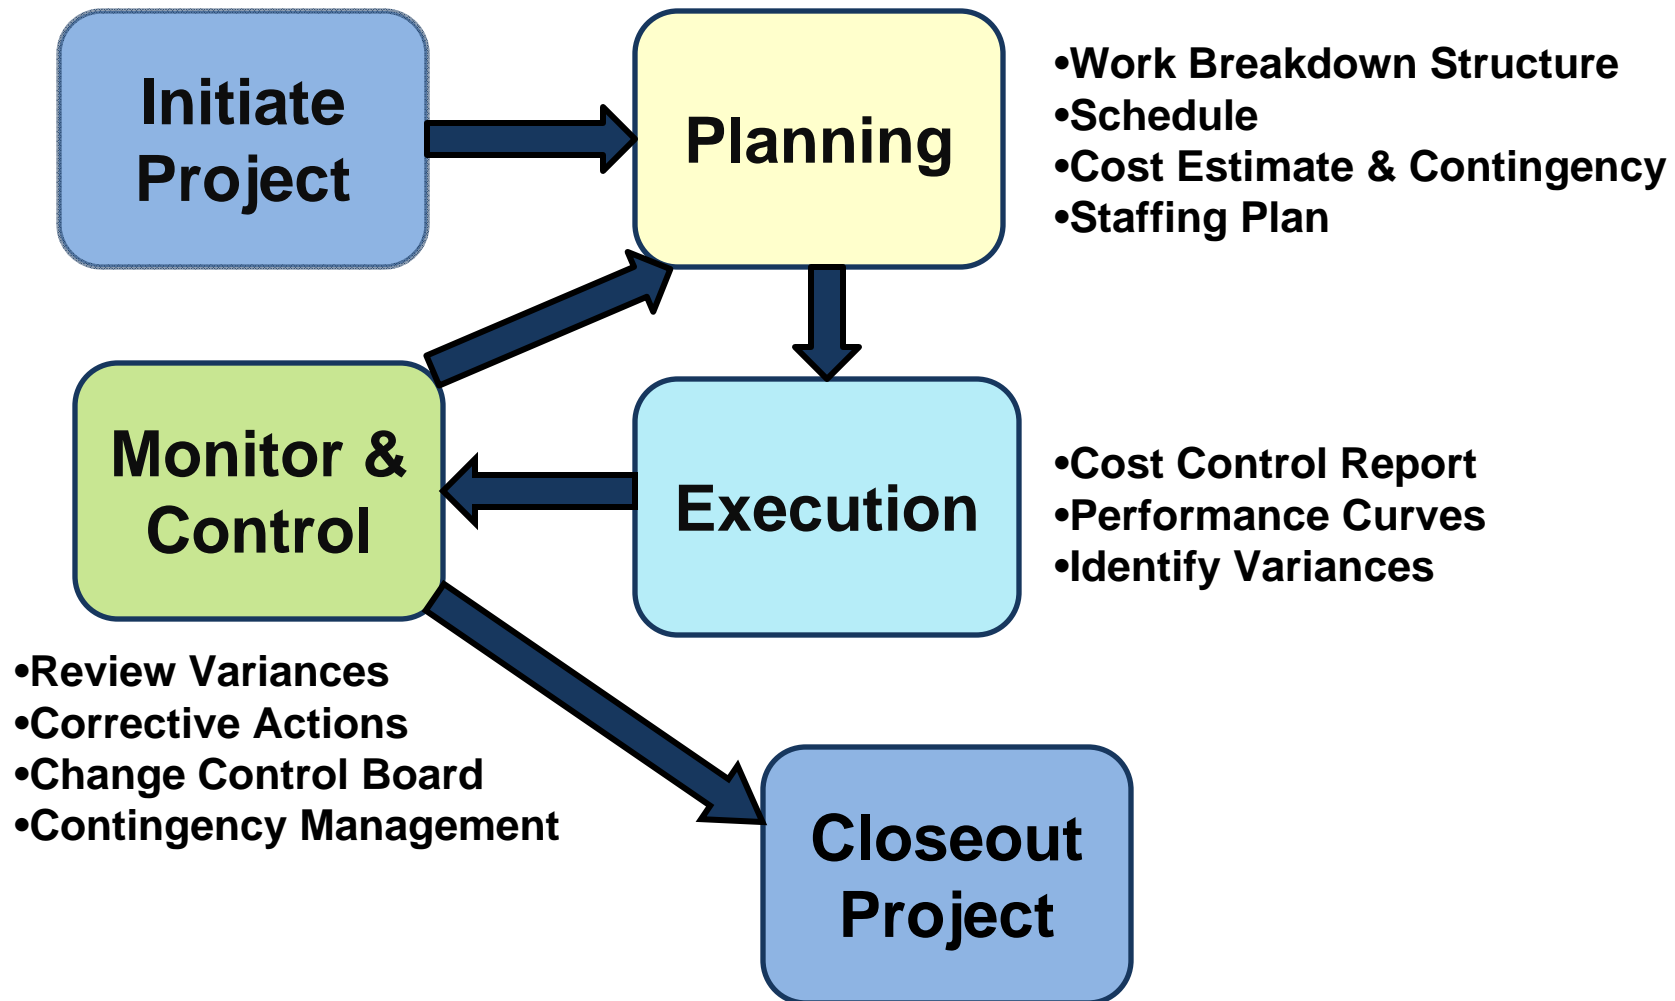 Initiate
Project
Planning
•Work Breakdown Structure
•Schedule
•Cost Estimate & Contingency
•Staffing Plan
Monitor &
Control
Execution
•Cost Control Report
•Performance Curves
•Identify Variances
•Review Variances
•Corrective Actions
•Change Control Board
•Contingency Management
Closeout
Project